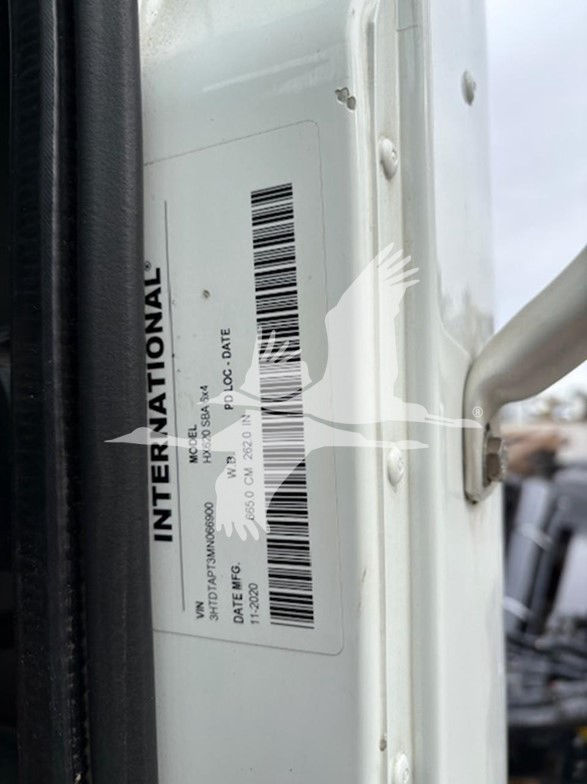 INTERNATIONAL®
VIN MODEL
3HTDTAPT3MN066900 HX620 SBA 6x4
DATE MFG. W.B. PD LOC - DATE
11-2020 665.0 CM 262.0 IN
®